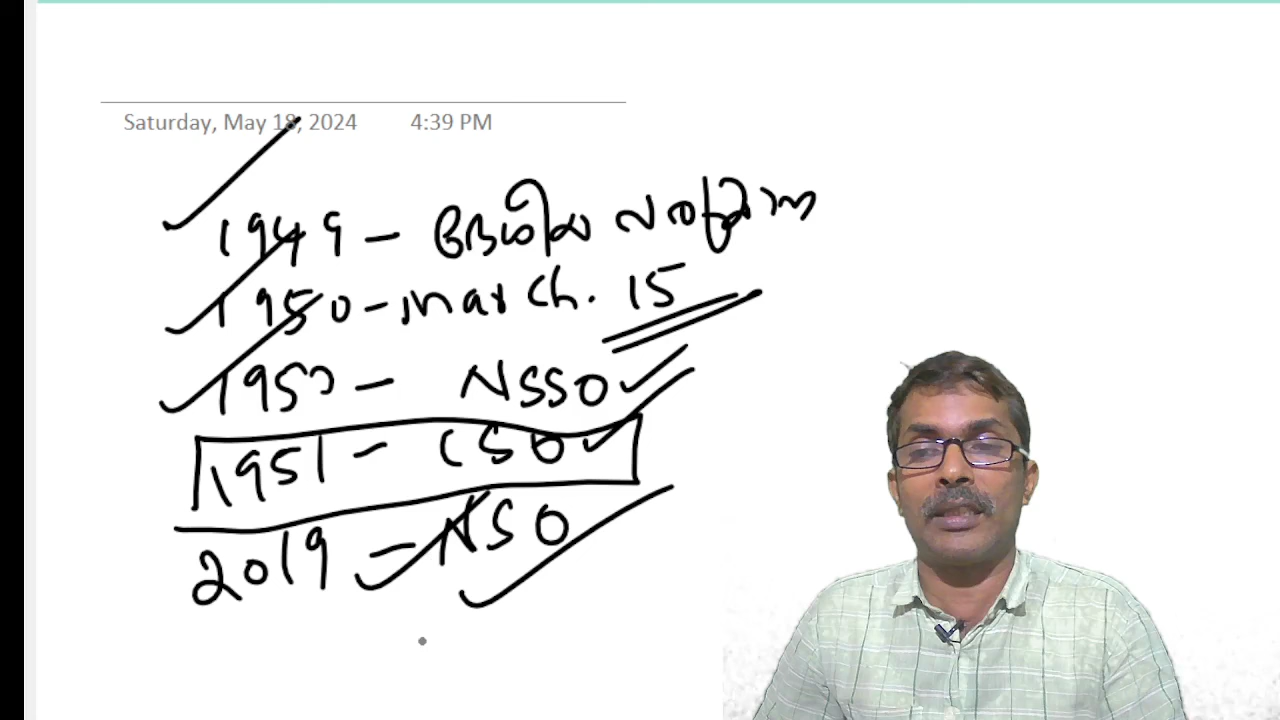 Saturday, May 18, 2024 4:39 PM
1949 - ദേശീയ
1950 - march. 15
1950 - NSSO
1951 - CSO
2019 - NSO